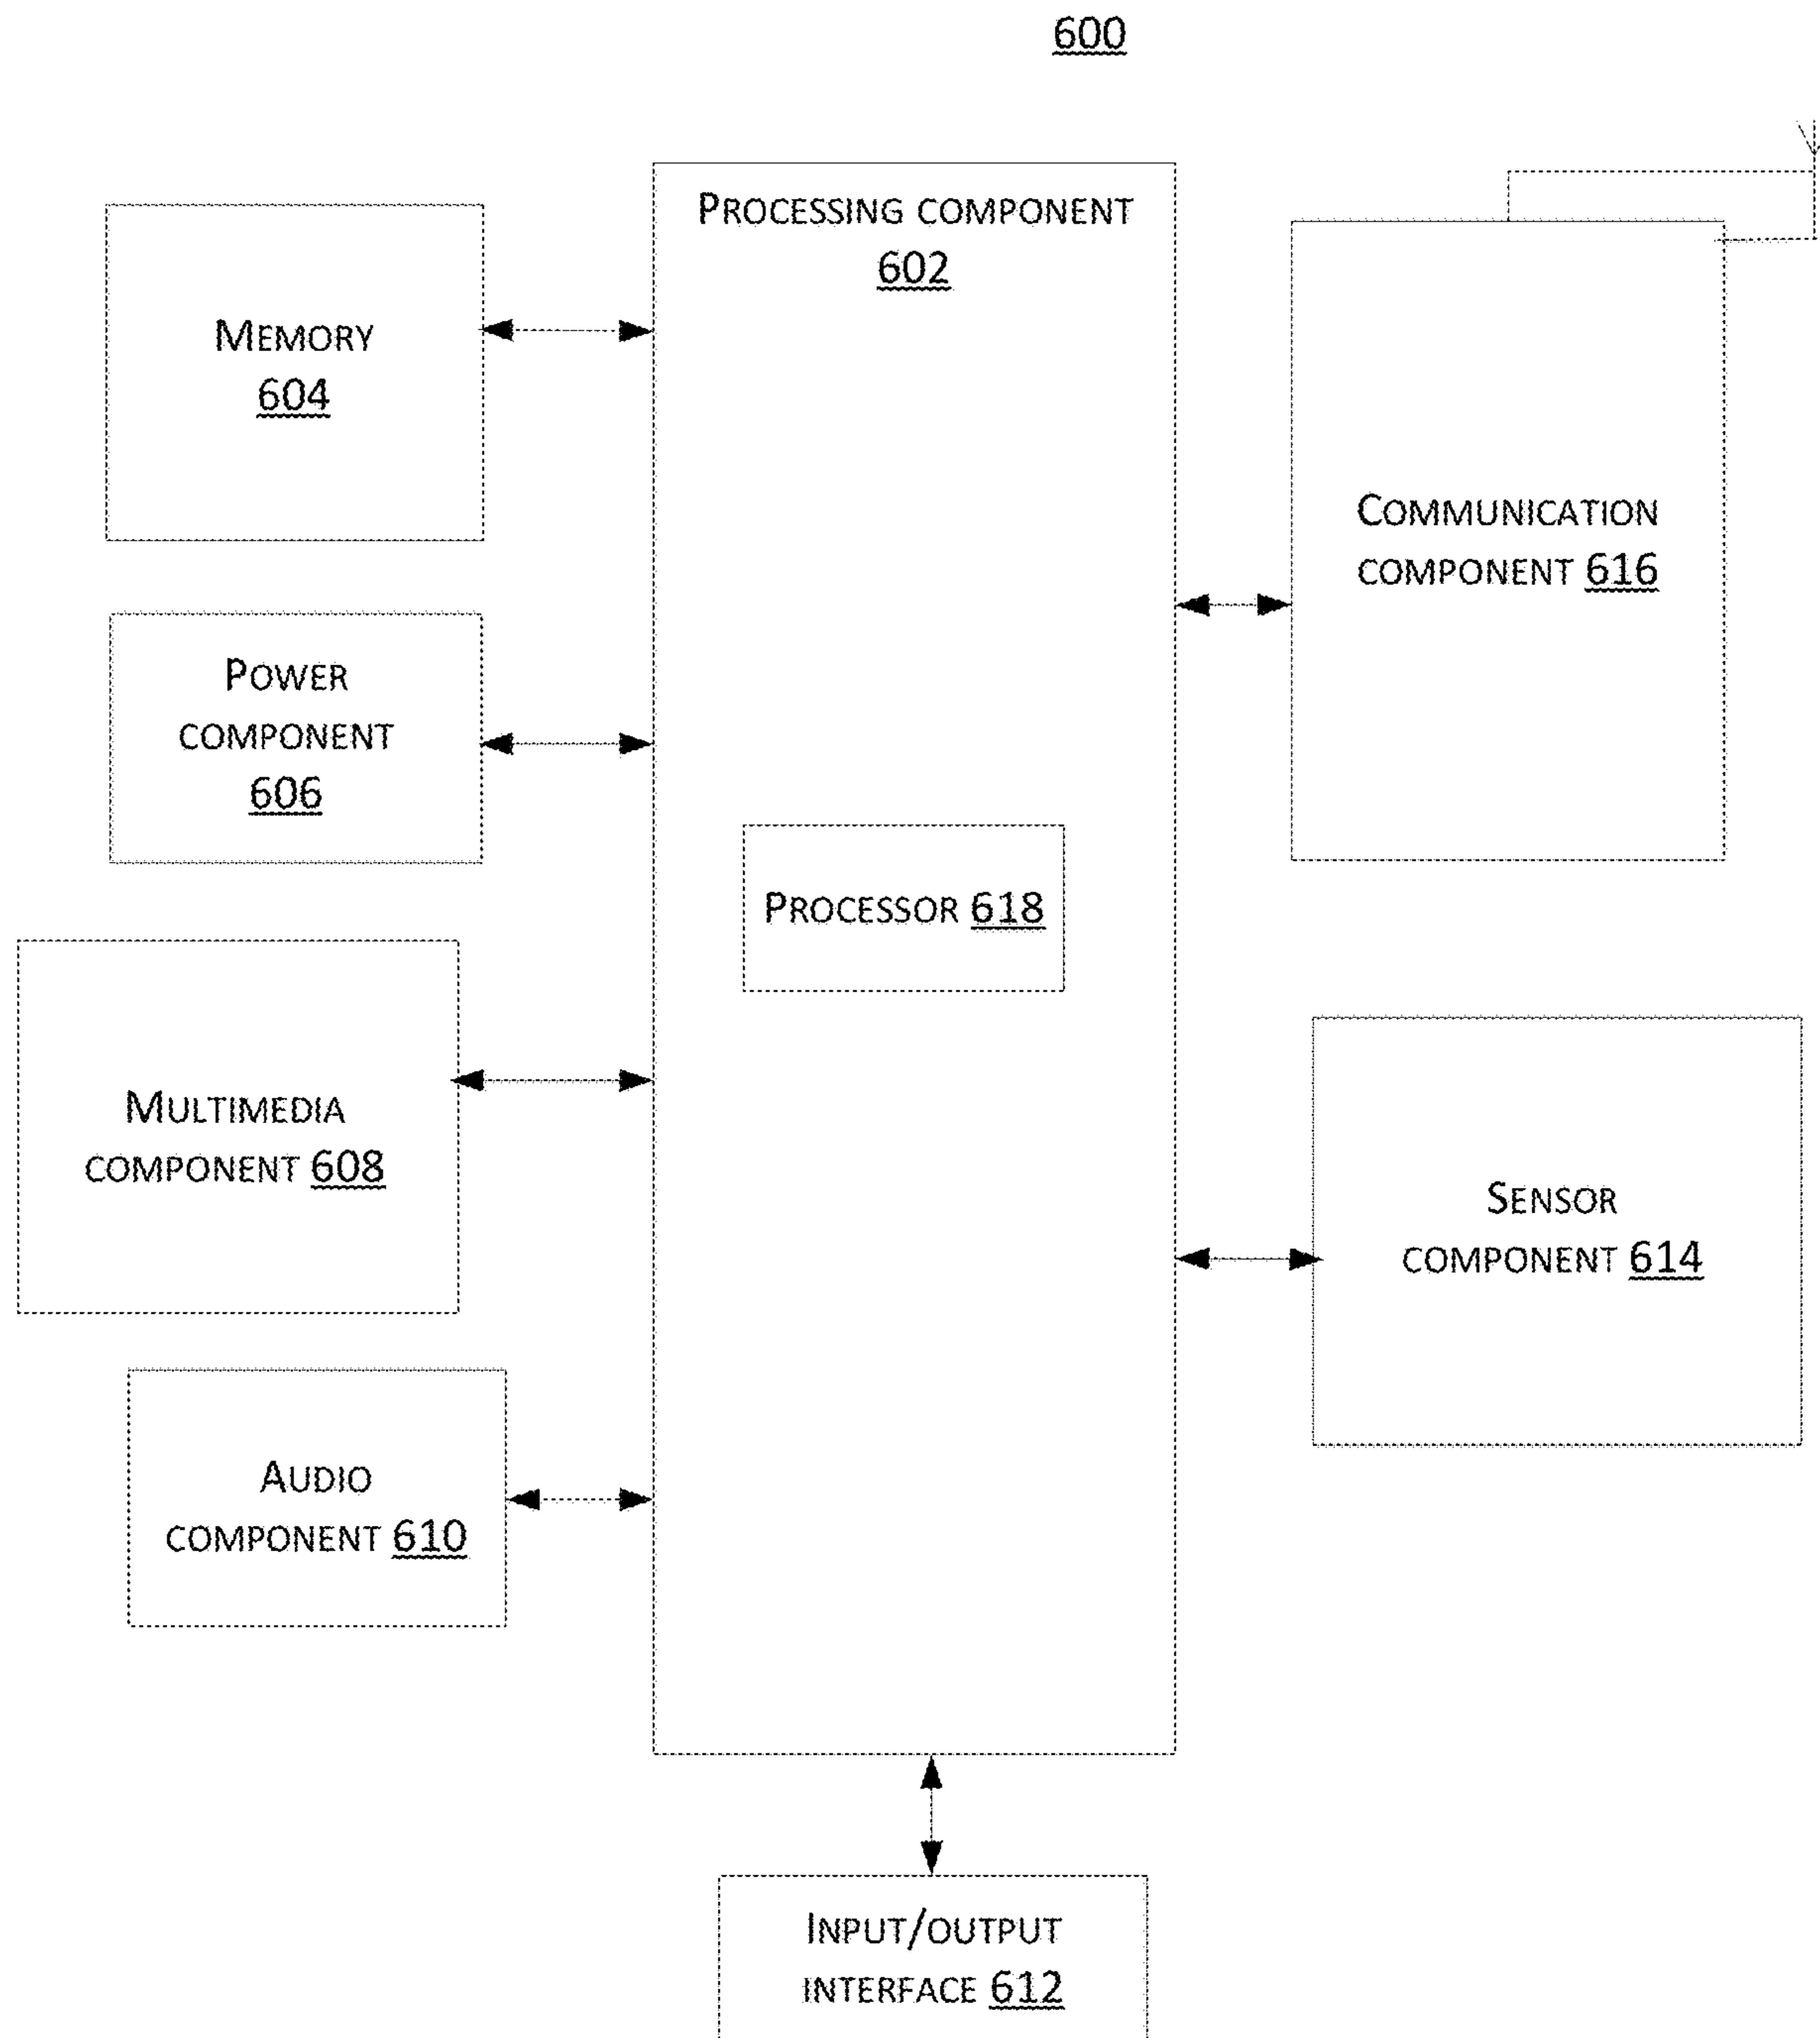 600
PROCESSING COMPONENT
602
MEMORY
604
POWER
COMPONENT
606
MULTIMEDIA
COMPONENT 608
AUDIO
COMPONENT 610
PROCESSOR 618
COMMUNICATION
COMPONENT 616
SENSOR
COMPONENT 614
INPUT/OUTPUT
INTERFACE 612